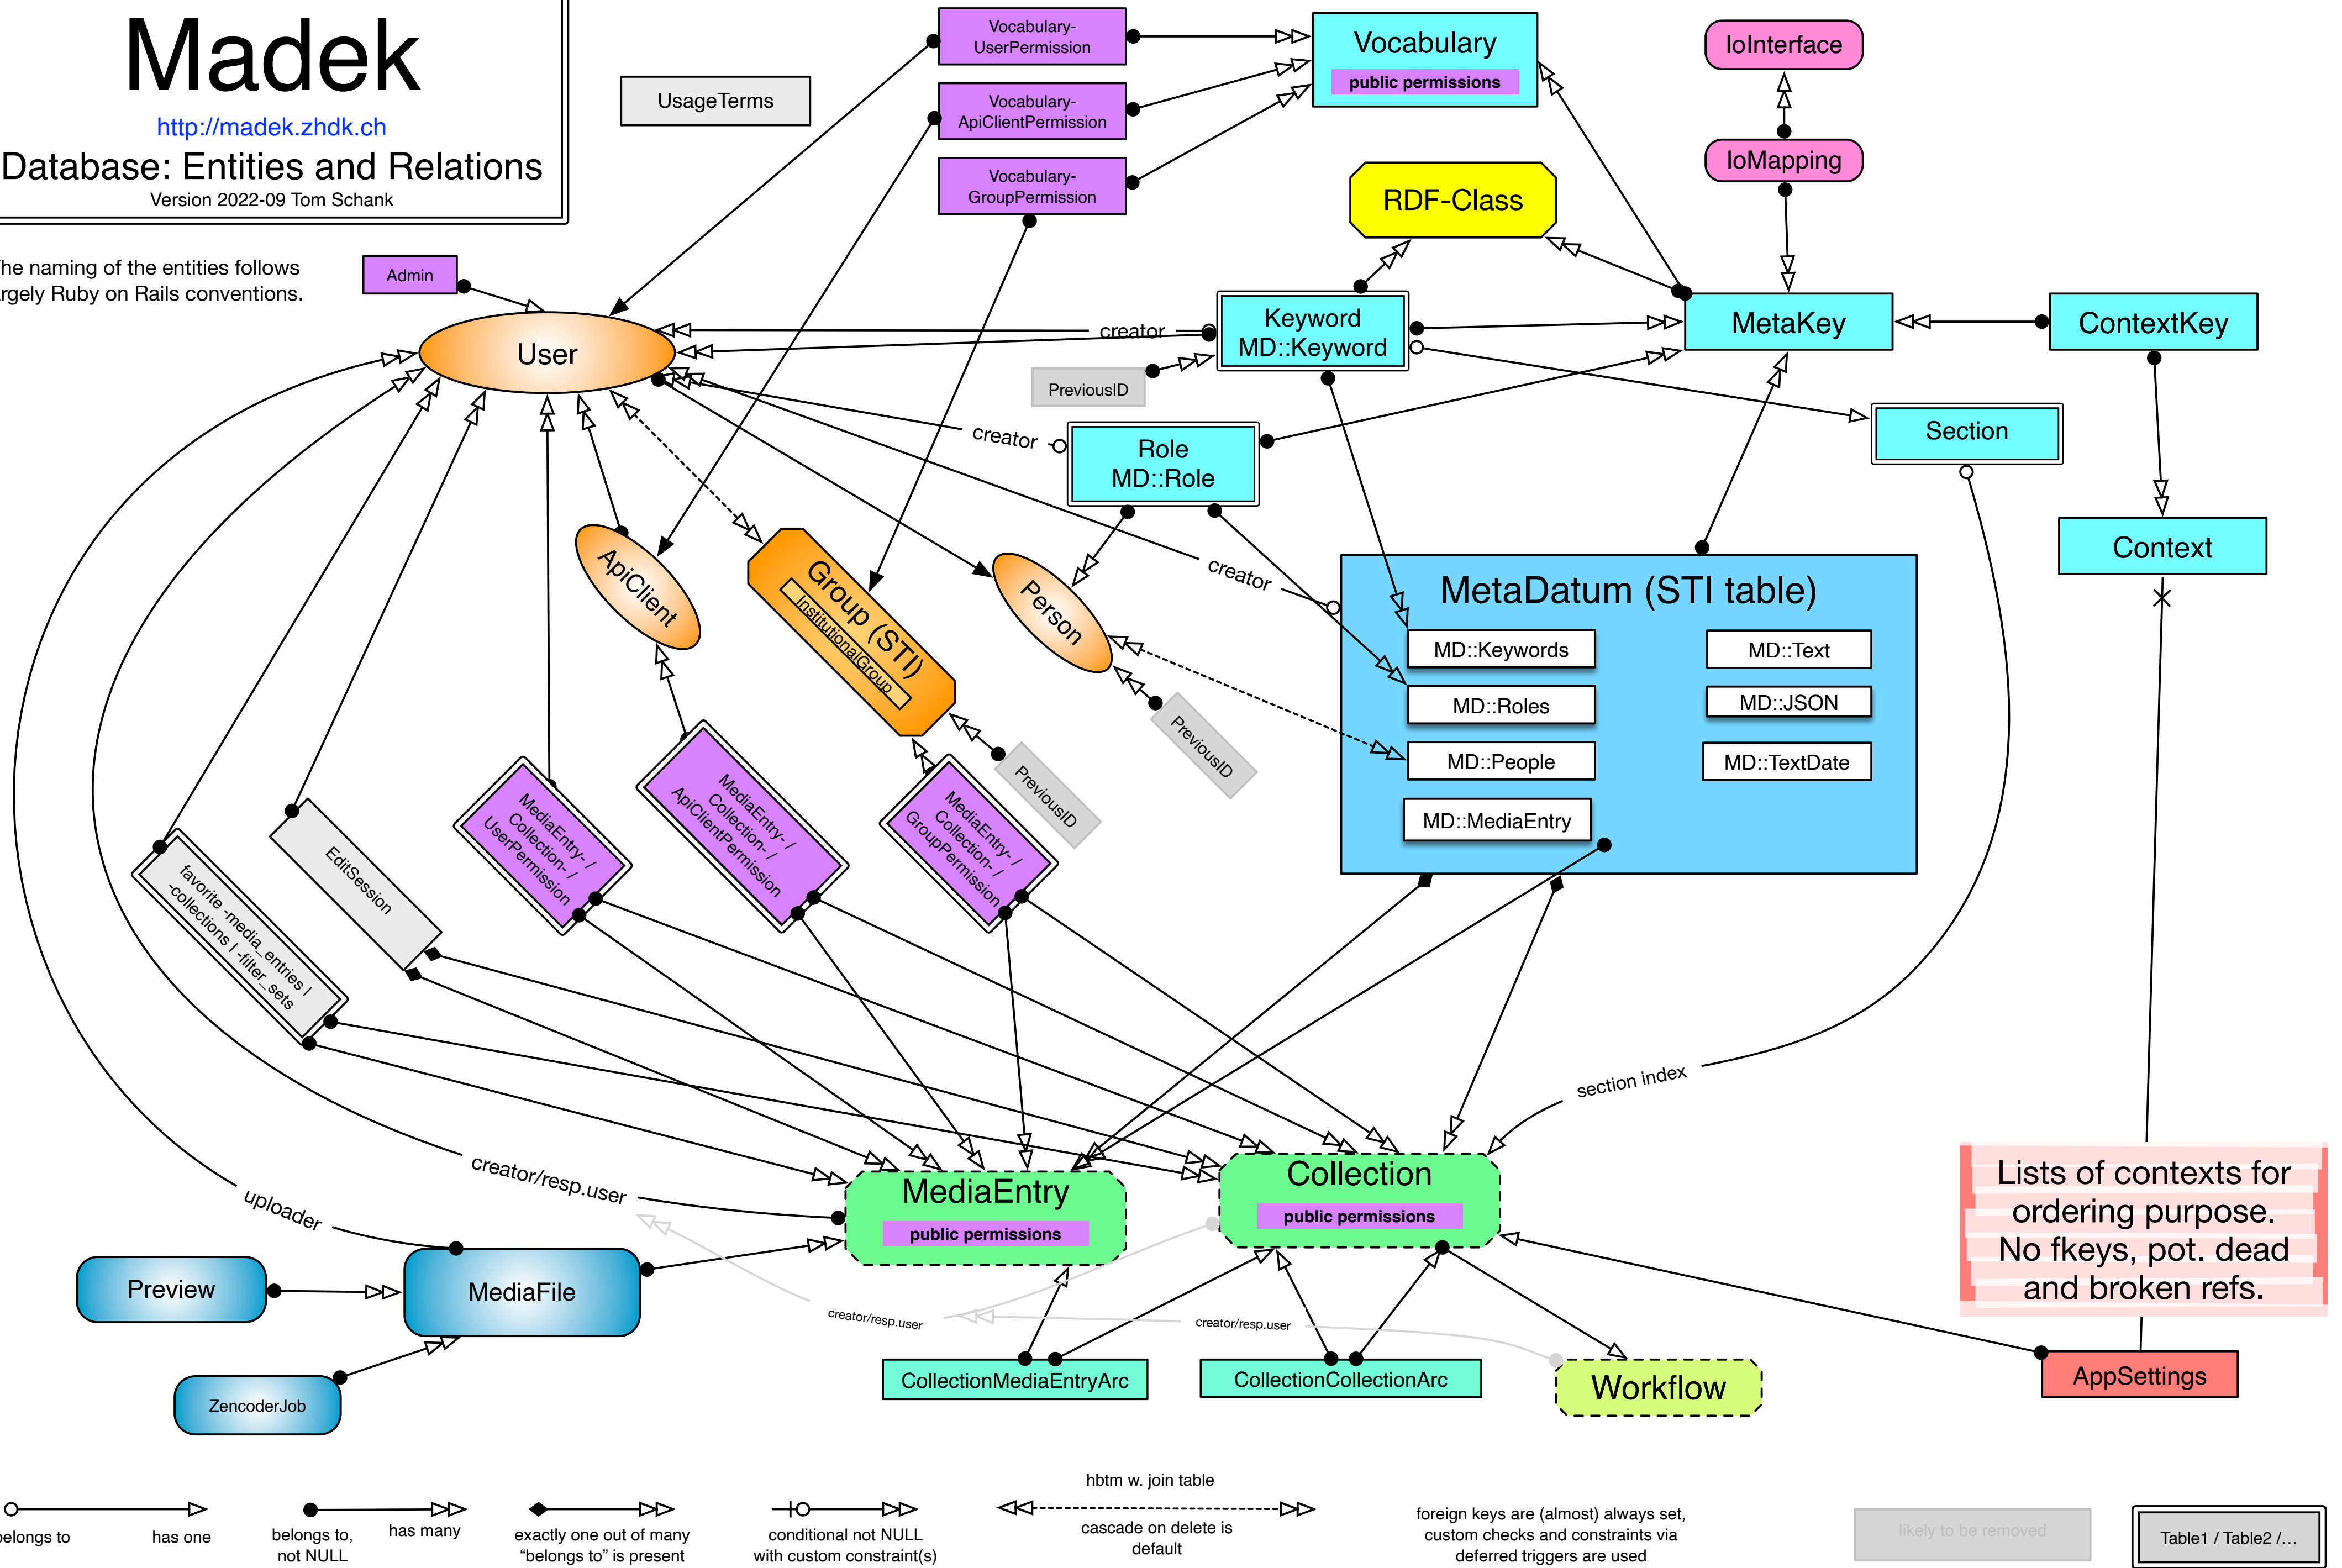 Madek
http://madek.zhdk.ch
Database: Entities and Relations
Version 2022-09 Tom Schank
he naming of the entities follows
rgely Ruby on Rails conventions.
UsageTerms
Vocabulary-
UserPermission
Vocabulary-
ApiClientPermission
Vocabulary-
GroupPermission
Vocabulary
public permissions
IoInterface
IoMapping
RDF-Class
Admin
User
creator
Keyword
MD::Keyword
MetaKey
ContextKey
PreviousID
creator
Role
MD::Role
Section
Context
ApiClient
Group (STI)
InstitutionalGroup
Person
creator
PreviousID
PreviousID
MetaDatum (STI table)
MD::Keywords
MD::Text
MD::Roles
MD::JSON
MD::People
MD::TextDate
MD::MediaEntry
favorite -media_entries /
-collections / -filter_sets
EditSession
MediaEntry- /
Collection- /
UserPermission
MediaEntry- /
Collection- /
ApiClientPermission
MediaEntry- /
Collection- /
GroupPermission
section index
creator/resp.user
uploader
MediaEntry
public permissions
Collection
public permissions
Lists of contexts for
ordering purpose.
No fkeys, pot. dead
and broken refs.
Preview
MediaFile
ZencoderJob
creator/resp.user
creator/resp.user
CollectionMediaEntryArc
CollectionCollectionArc
Workflow
AppSettings
belongs to
has one
belongs to,
not NULL
has many
exactly one out of many
“belongs to” is present
conditional not NULL
with custom constraint(s)
hbtm w. join table
cascade on delete is
default
foreign keys are (almost) always set,
custom checks and constraints via
deferred triggers are used
likely to be removed
Table1 / Table2 /…